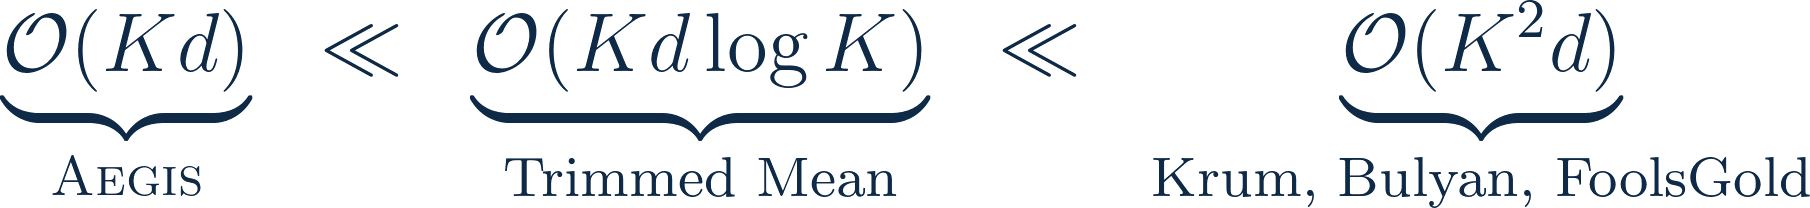 𝒪(Kd) ≪ 𝒪(Kd log K) ≪ 𝒪(K²d)
AEGIS Trimmed Mean Krum, Bulyan, FoolsGold